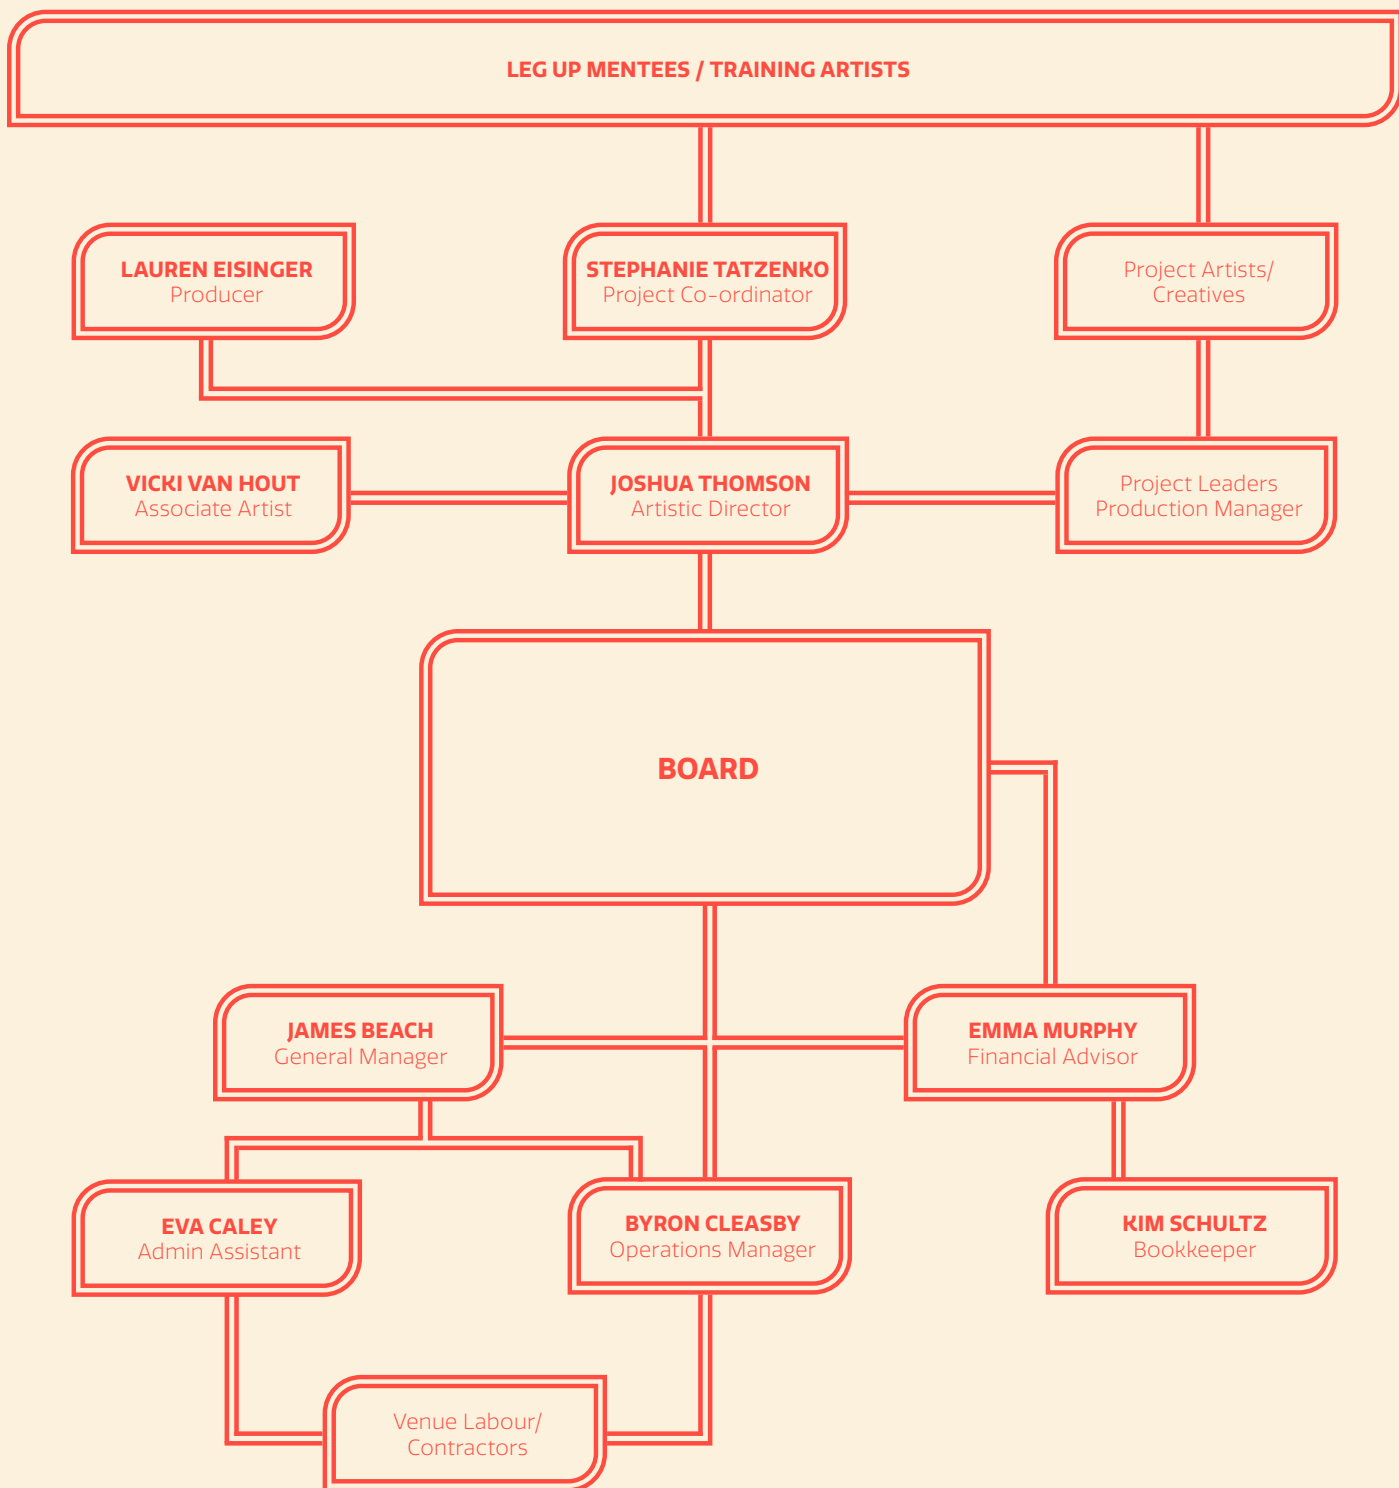 LEG UP MENTEES / TRAINING ARTISTS
LAUREN EISINGER
Producer
STEPHANIE TATZENKO
Project Co-ordinator
Project Artists/
Creatives
VICKI VAN HOUT
Associate Artist
JOSHUA THOMSON
Artistic Director
Project Leaders
Production Manager
BOARD
JAMES BEACH
General Manager
EMMA MURPHY
Financial Advisor
EVA CALEY
Admin Assistant
BYRON CLEASBY
Operations Manager
KIM SCHULTZ
Bookkeeper
Venue Labour/
Contractors